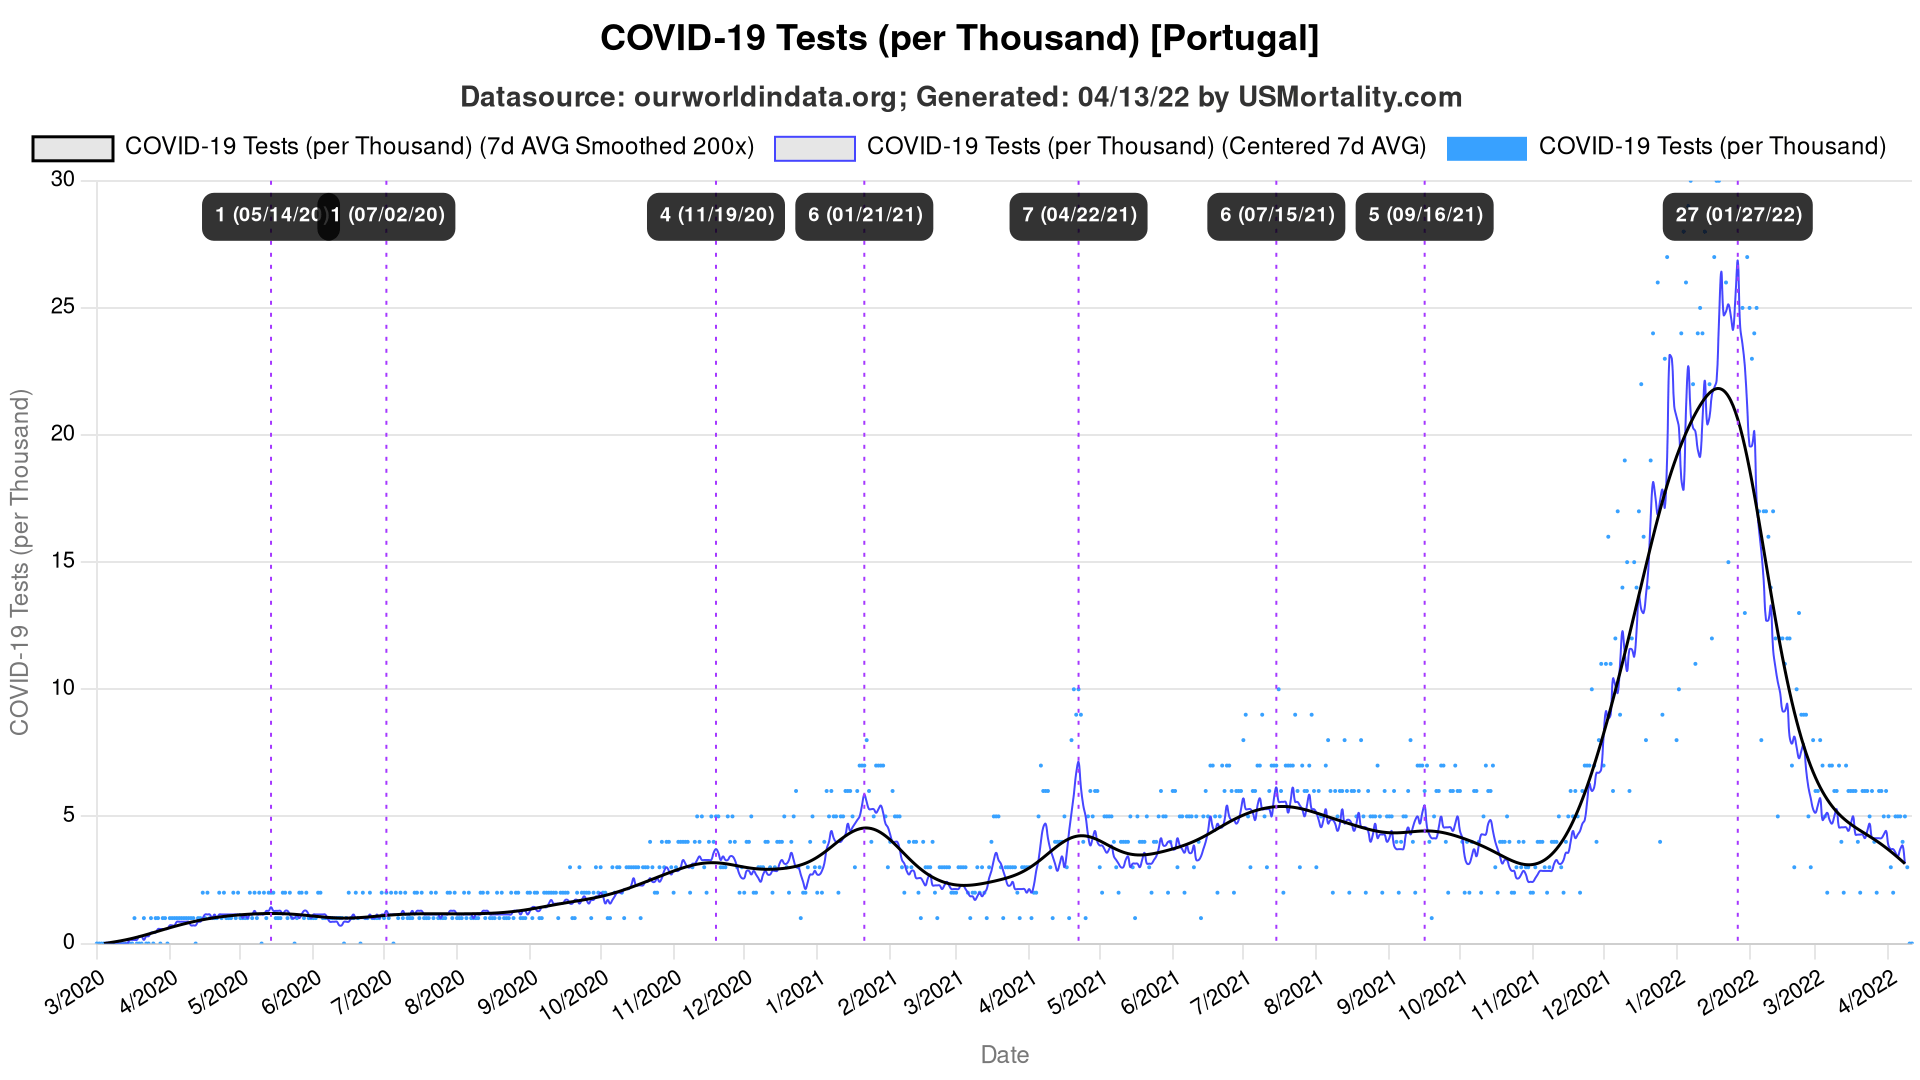 COVID-19 Tests (per Thousand) [Portugal]
Datasource: ourworldindata.org; Generated: 04/13/22 by USMortality.com
COVID-19 Tests (per Thousand) (7d AVG Smoothed 200x) COVID-19 Tests (per Thousand) (Centered 7d AVG) COVID-19 Tests (per Thousand)
1 (05/14/20) 1 (07/02/20) 4 (11/19/20) 6 (01/21/21) 7 (04/22/21) 6 (07/15/21) 5 (09/16/21) 27 (01/27/22)
30
25
20
15
10
5
0
COVID-19 Tests (per Thousand)
3/2020 4/2020 5/2020 6/2020 7/2020 8/2020 9/2020 10/2020 11/2020 12/2020 1/2021 2/2021 3/2021 4/2021 5/2021 6/2021 7/2021 8/2021 9/2021 10/2021 11/2021 12/2021 1/2022 2/2022 3/2022 4/2022
Date